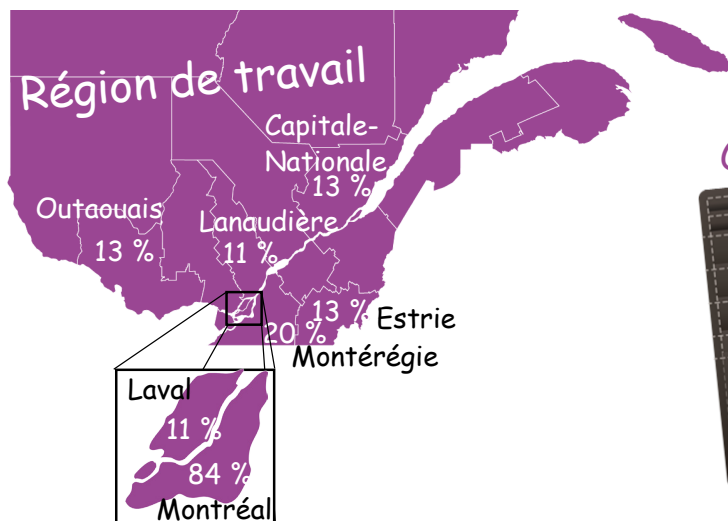 Région de travail
Capitale-
Nationale
13 %
Outaouais
13 %
Lanaudière
11 %
13 %
Estrie
20 %
Montérégie
Laval
11 %
84 %
Montréal